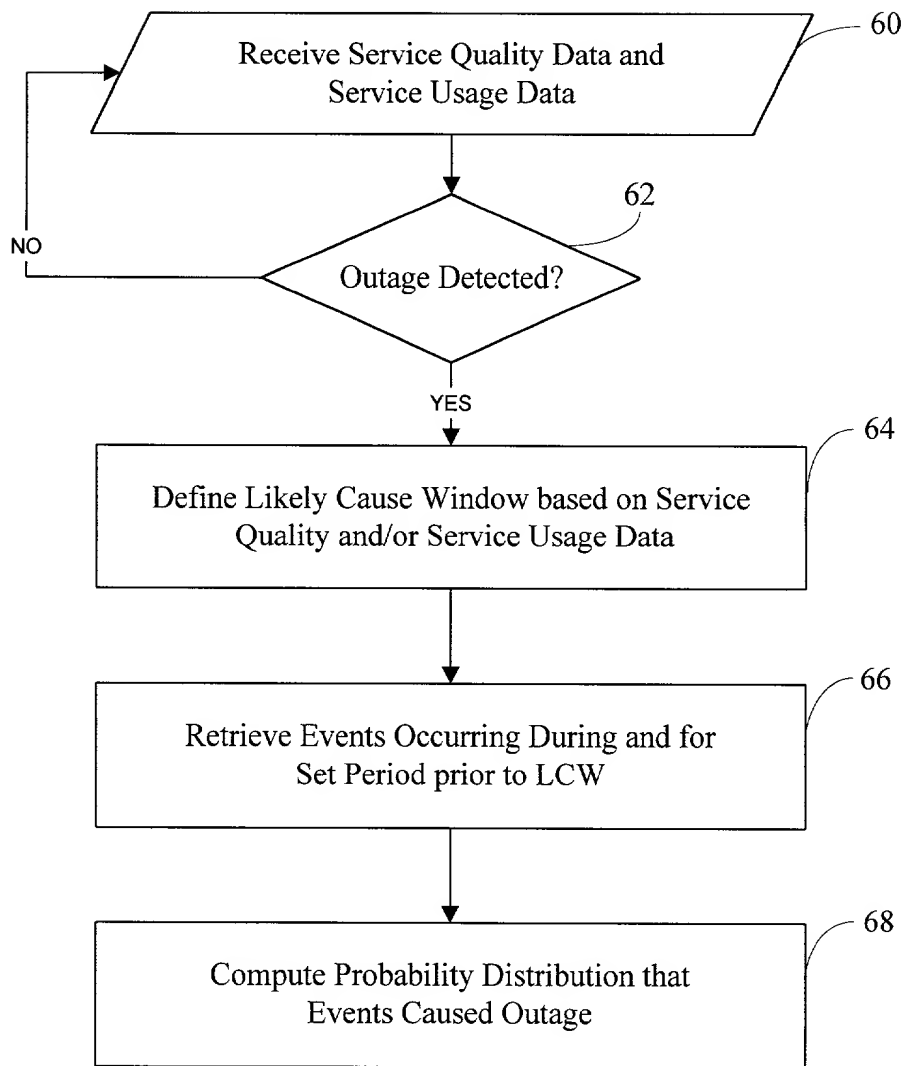 60
Receive Service Quality Data and
Service Usage Data
62
NO
Outage Detected?
YES
64
Define Likely Cause Window based on Service
Quality and/or Service Usage Data
66
Retrieve Events Occurring During and for
Set Period prior to LCW
68
Compute Probability Distribution that
Events Caused Outage